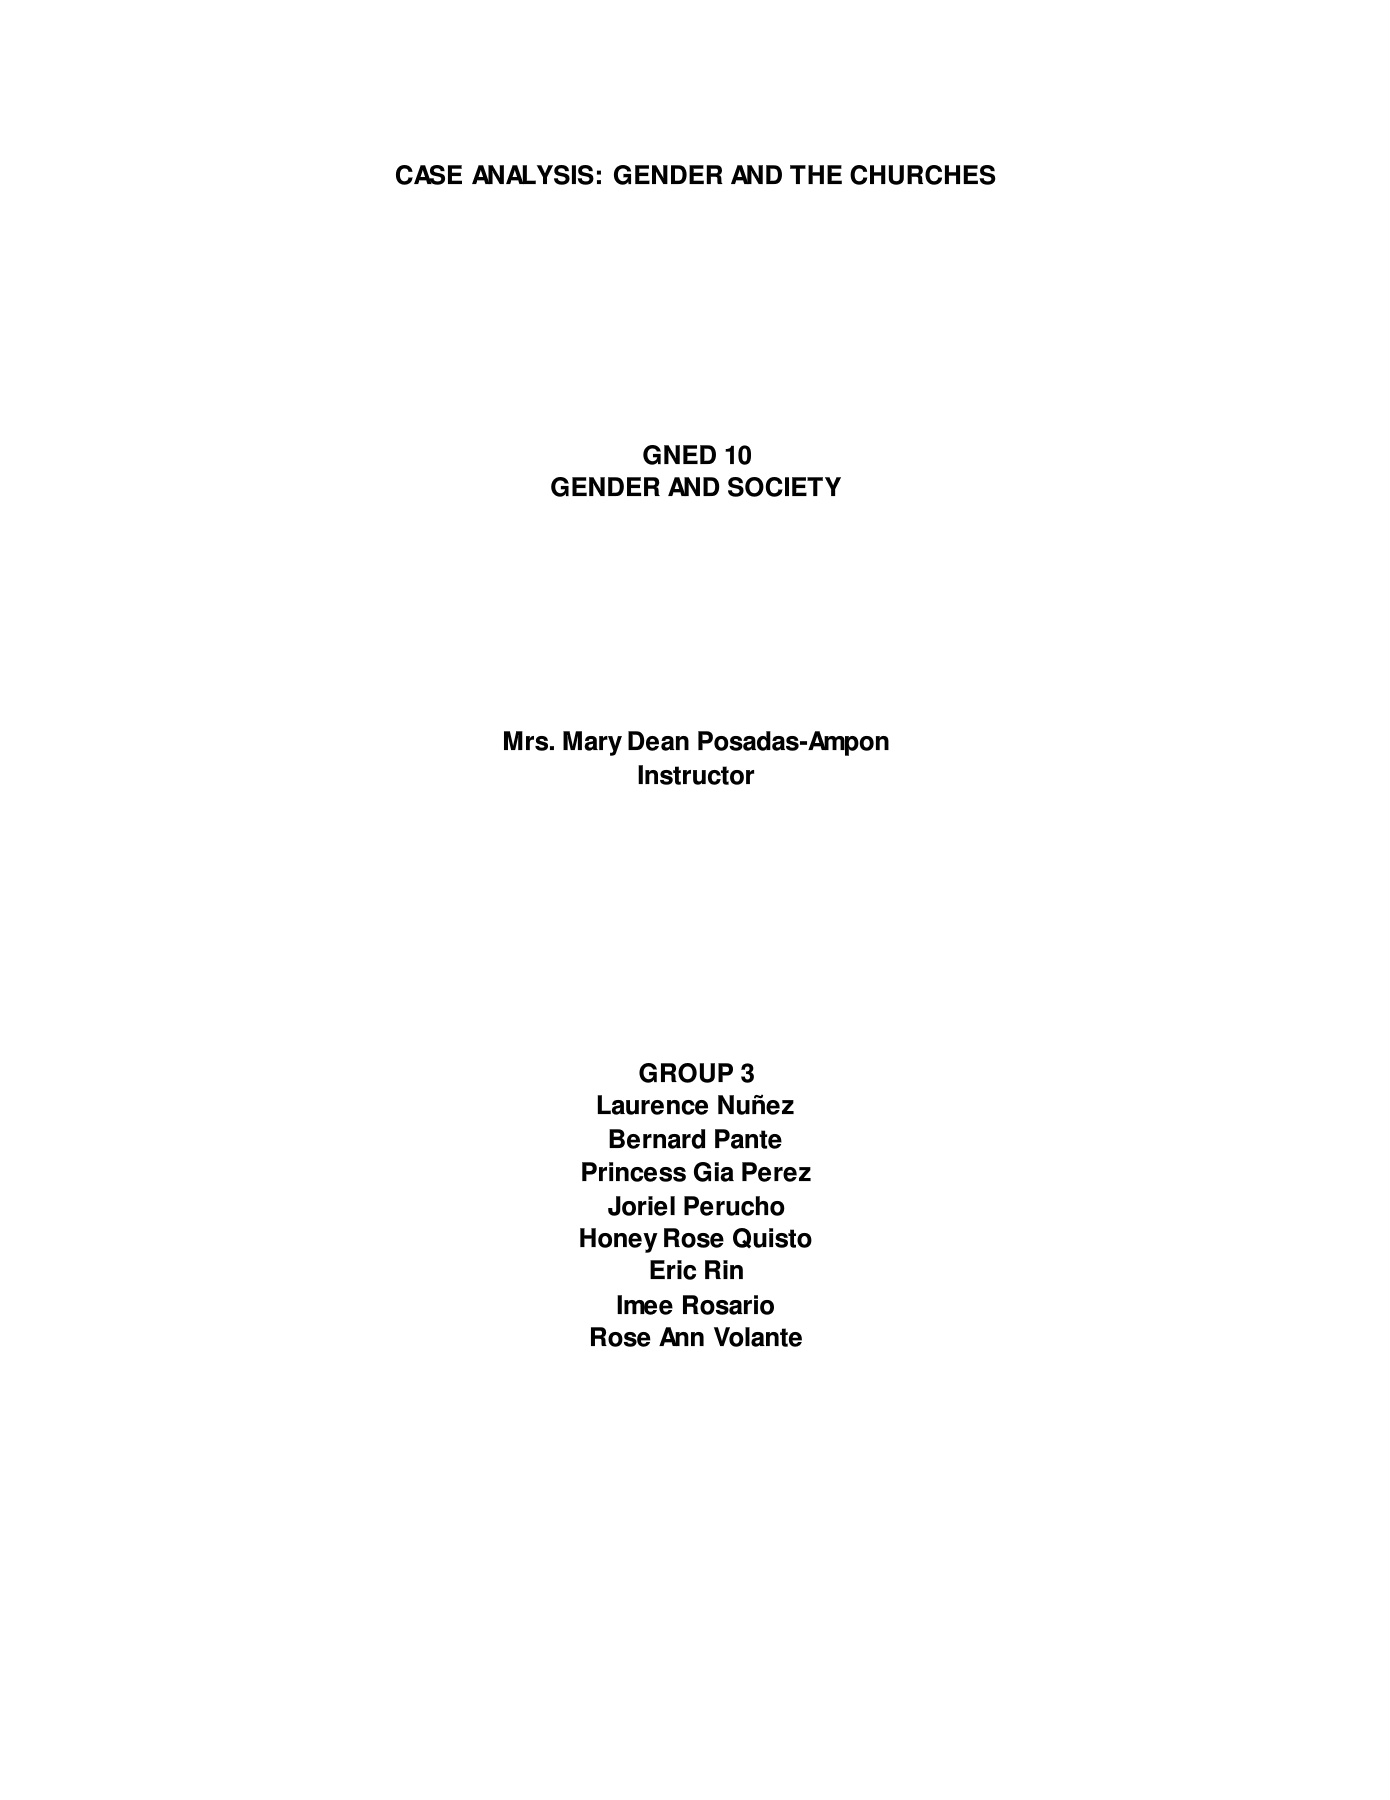 CASE ANALYSIS: GENDER AND THE CHURCHES
GNED 10
GENDER AND SOCIETY
Mrs. Mary Dean Posadas-Ampon
Instructor
GROUP 3
Laurence Nuñez
Bernard Pante
Princess Gia Perez
Joriel Perucho
Honey Rose Quisto
Eric Rin
Imee Rosario
Rose Ann Volante